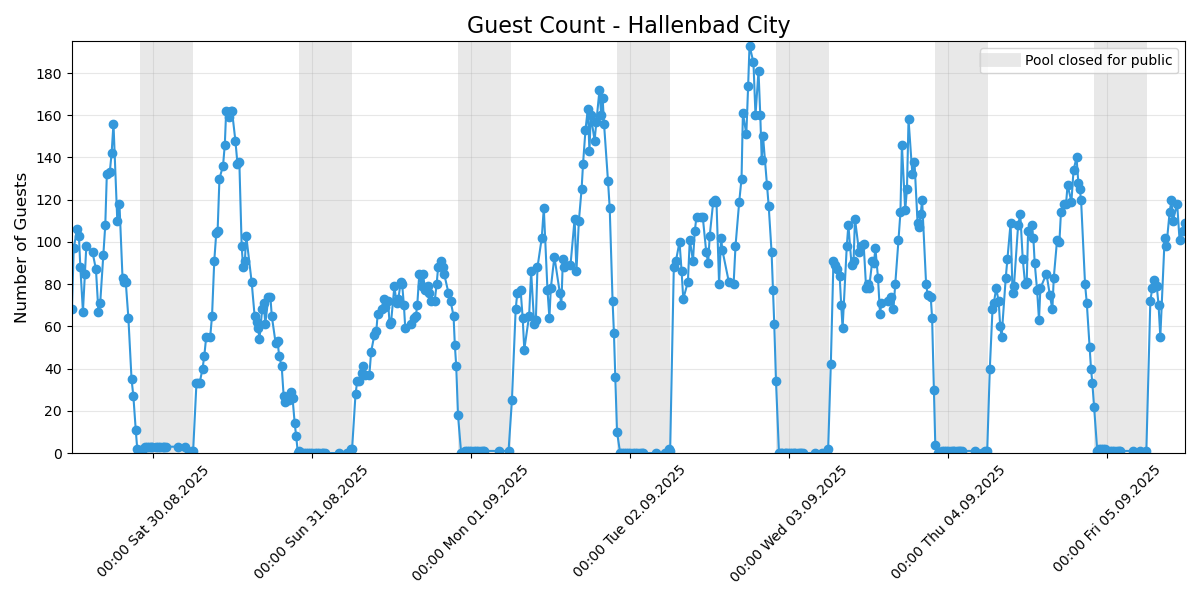 Guest Count - Hallenbad City
Pool closed for public
Number of Guests
180
160
140
120
100
80
60
40
20
0
00:00 Sat 30.08.2025
00:00 Sun 31.08.2025
00:00 Mon 01.09.2025
00:00 Tue 02.09.2025
00:00 Wed 03.09.2025
00:00 Thu 04.09.2025
00:00 Fri 05.09.2025